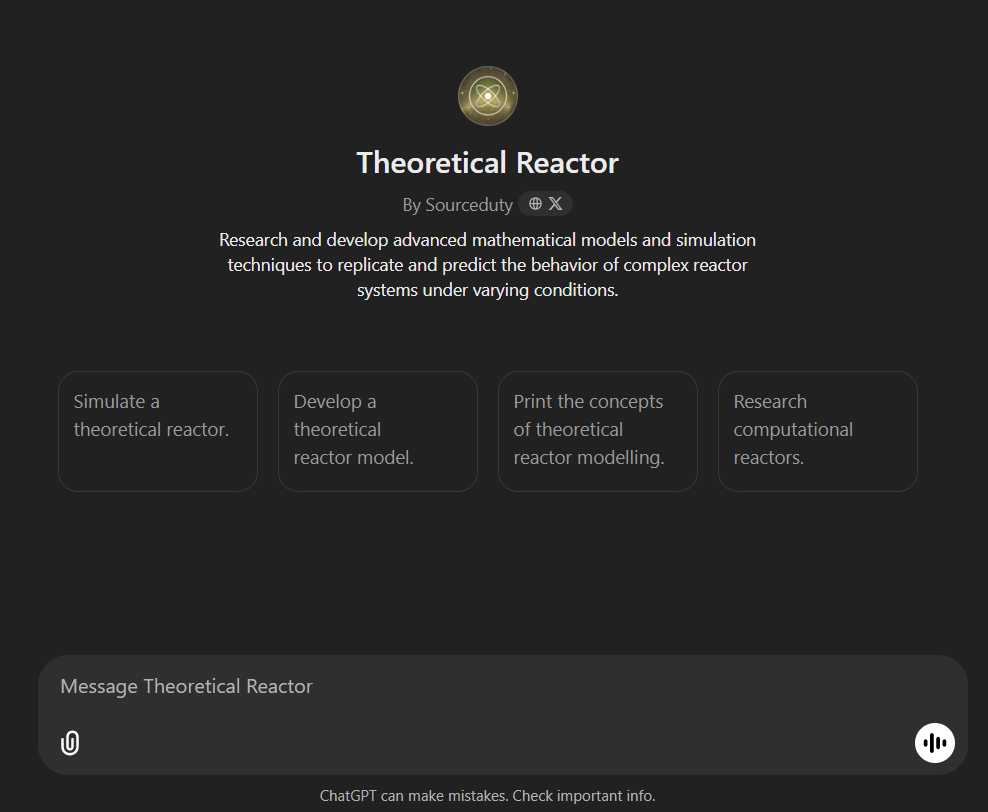 Theoretical Reactor
By Sourceduty
Research and develop advanced mathematical models and simulation
techniques to replicate and predict the behavior of complex reactor
systems under varying conditions.
Simulate a
theoretical reactor.
Develop a
theoretical
reactor model.
Print the concepts
of theoretical
reactor modelling.
Research
computational
reactors.
Message Theoretical Reactor
ChatGPT can make mistakes. Check important info.